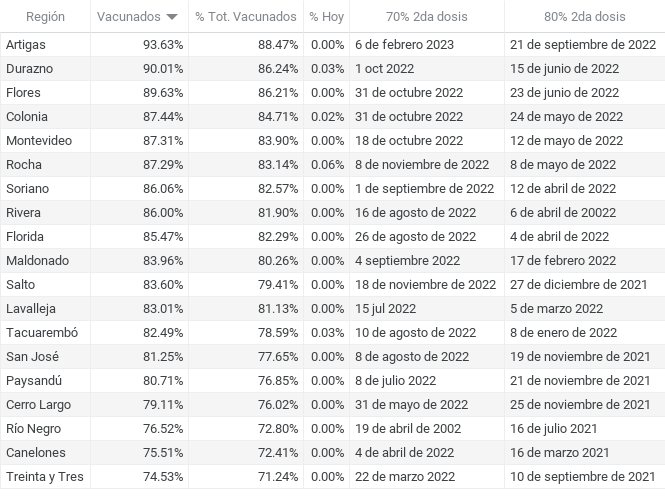 Región Vacunados % Tot. Vacunados % Hoy 70% 2da dosis 80% 2da dosis
Artigas 93.63% 88.47% 0.00% 6 de febrero 2023 21 de septiembre de 2022
Durazno 90.01% 86.24% 0.03% 1 oct 2022 15 de junio de 2022
Flores 89.63% 86.21% 0.00% 31 de octubre 2022 23 de junio de 2022
Colonia 87.44% 84.71% 0.02% 31 de octubre 2022 24 de mayo de 2022
Montevideo 87.31% 83.90% 0.00% 18 de octubre 2022 12 de mayo de 2022
Rocha 87.29% 83.14% 0.06% 8 de noviembre de 2022 8 de mayo de 2022
Soriano 86.06% 82.57% 0.00% 1 de septiembre de 2022 12 de abril de 2022
Rivera 86.00% 81.90% 0.00% 16 de agosto de 2022 6 de abril de 20022
Florida 85.47% 82.29% 0.00% 26 de agosto de 2022 4 de abril de 2022
Maldonado 83.96% 80.26% 0.00% 4 septiembre 2022 17 de febrero de 2022
Salto 83.60% 79.41% 0.00% 18 de noviembre de 2022 27 de diciembre de 2021
Lavalleja 83.01% 81.13% 0.00% 15 jul 2022 5 de marzo de 2022
Tacuarembó 82.49% 78.59% 0.03% 10 de agosto de 2022 8 de enero de 2022
San José 81.25% 77.65% 0.00% 8 de agosto de 2022 19 de noviembre de 2021
Paysandú 80.71% 76.85% 0.00% 8 de julio 2022 21 de noviembre de 2021
Cerro Largo 79.11% 76.02% 0.00% 31 de mayo de 2022 25 de noviembre de 2021
Río Negro 76.52% 72.80% 0.00% 19 de abril de 2002 16 de julio 2021
Canelones 75.51% 72.41% 0.00% 4 de abril de 2022 16 de marzo 2021
Treinta y Tres 74.53% 71.24% 0.00% 22 de marzo 2022 10 de septiembre de 2021